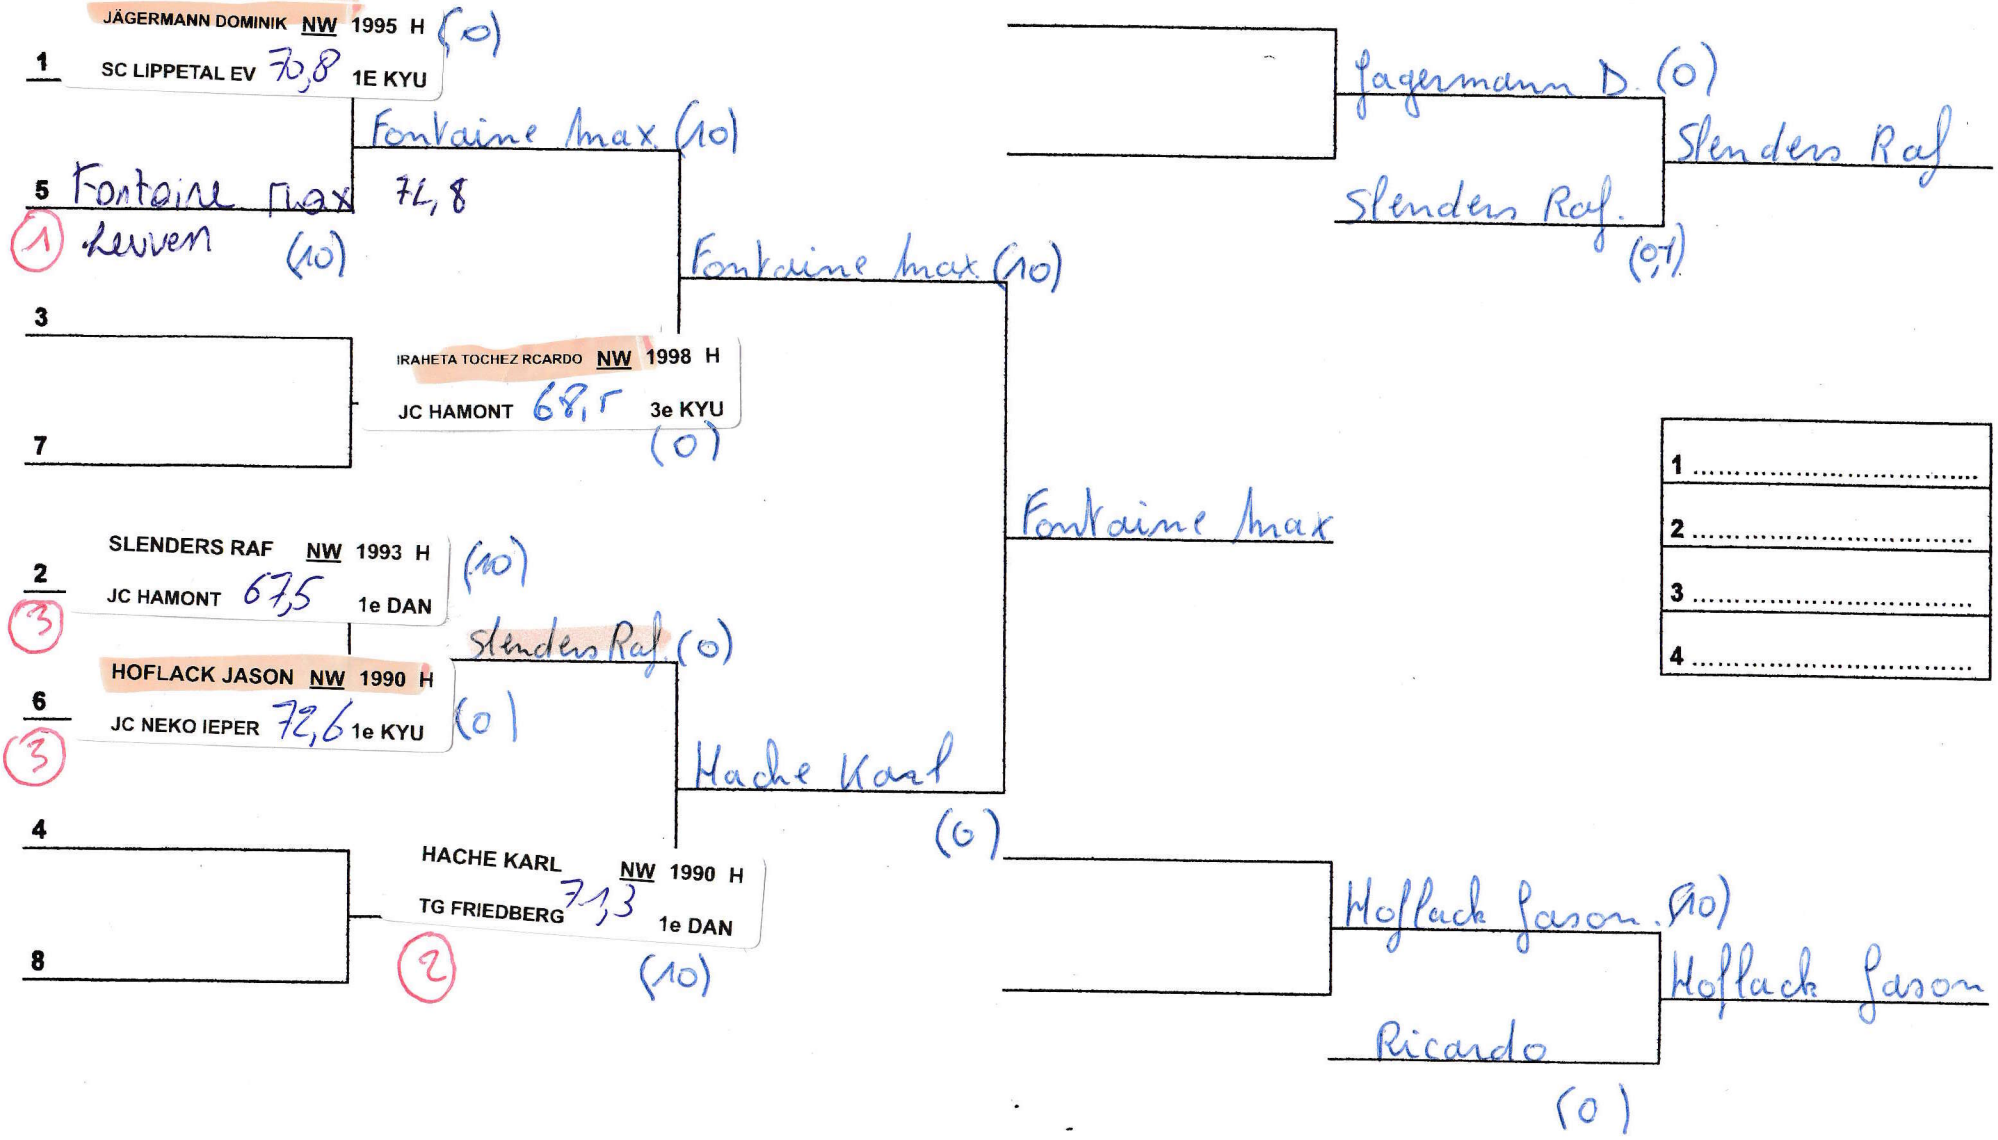 JÄGERMANN DOMINIK NW 1995 H (0)
1 SC LIPPETAL EV 70,8 1E KYU
Fontaine Max (10)
5 Fontaine Max 72,8
1 Leuven (10)
Fontaine Max (10)
3
IRAHETA TOCHEZ RCARDO NW 1998 H
JC HAMONT 68,5 3e KYU
(0)
7
SLENDERS RAF NW 1993 H (10)
2 JC HAMONT 67,5 1e DAN
3
Slenders Raf. (0)
HOFLACK JASON NW 1990 H
6 JC NEKO IEPER 72,6 1e KYU (0)
3
Hache Karl
(0)
4
HACHE KARL NW 1990 H
TG FRIEDBERG 71,3 1e DAN
2 (10)
8
Fontaine Max
Jagermann D. (0)
Slenders Raf
Slenders Raf.
(0,1)
1 ..............................
2 ..............................
3 ..............................
4 ..............................
Hoflack Jason. (10)
Hoflack Jason
Ricardo
(0)